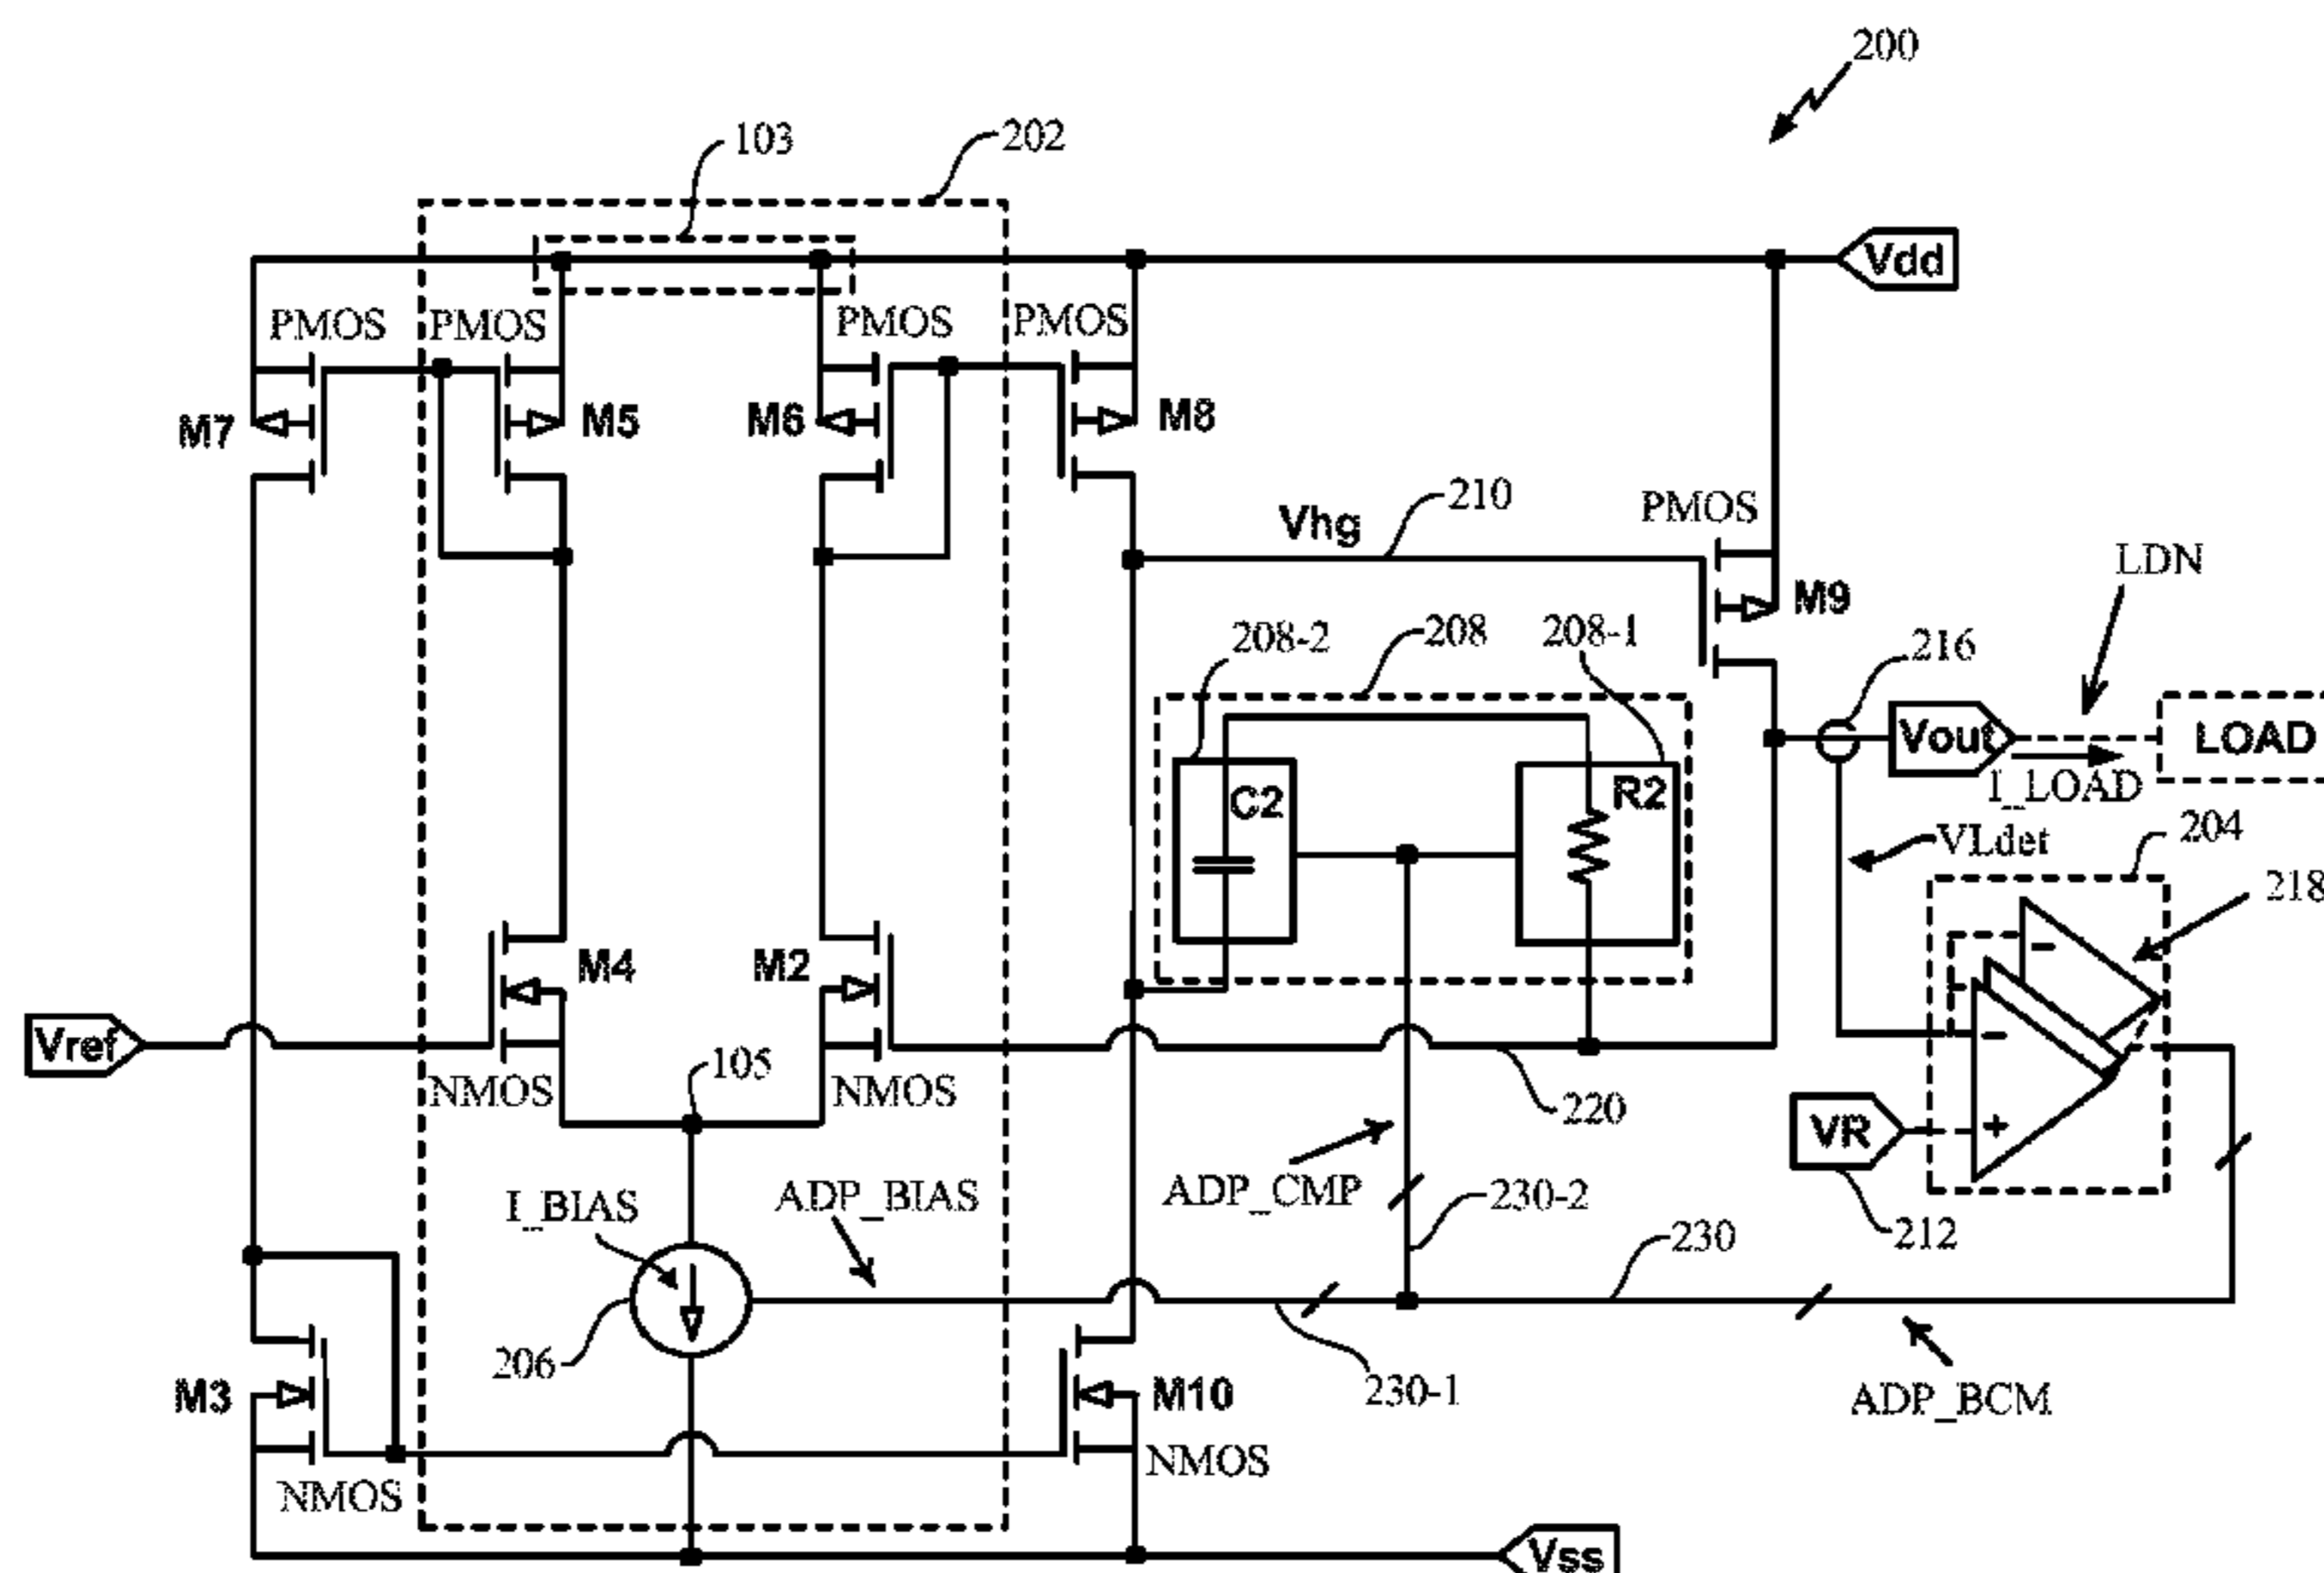 200
103
202
Vdd
PMOS
PMOS
PMOS
PMOS
M7
M5
M6
M8
Vhg
210
PMOS
LDN
M9
208-2
208
208-1
216
Vout
LOAD
I_LOAD
C2
R2
VLdet
204
218
M4
M2
Vref
-
-
NMOS
105
NMOS
220
VR
+
I_BIAS
ADP_BIAS
ADP_CMP
230-2
230
212
206
M3
M10
230-1
ADP_BCM
NMOS
NMOS
Vss